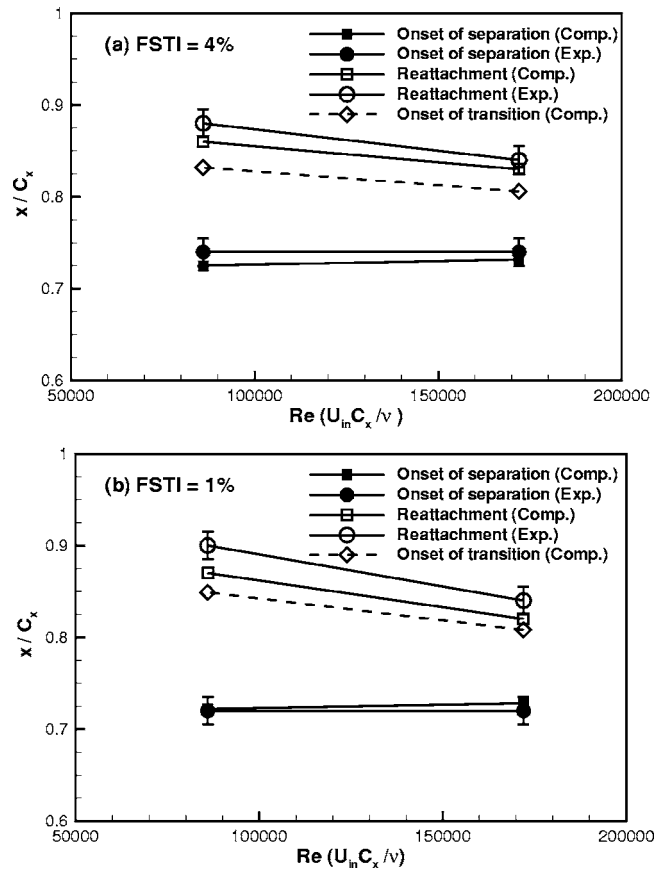 (a) FSTI = 4%
Onset of separation (Comp.)
Onset of separation (Exp.)
Reattachment (Comp.)
Reattachment (Exp.)
Onset of transition (Comp.)
1
0.9
0.8
0.7
0.6
x / Cₓ
50000 100000 150000 200000
Re (UᵢₙCₓ/ν)
(b) FSTI = 1%
Onset of separation (Comp.)
Onset of separation (Exp.)
Reattachment (Comp.)
Reattachment (Exp.)
Onset of transition (Comp.)
1
0.9
0.8
0.7
0.6
x / Cₓ
50000 100000 150000 200000
Re (UᵢₙCₓ/ν)